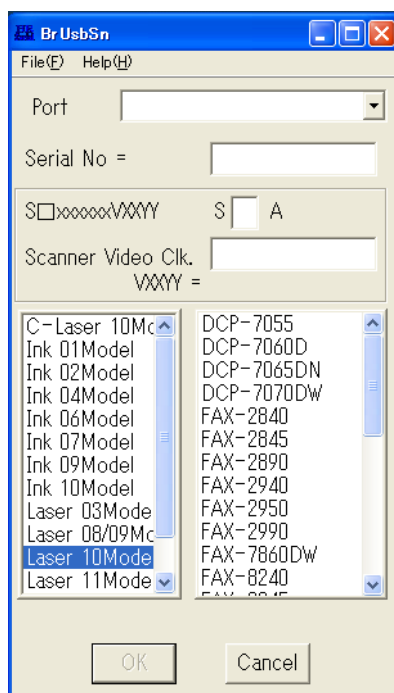 BrUsbSn
File(F) Help(H)
Port
Serial No =
S□xxxxxxVXXYY S A
Scanner Video Clk.
VXXYY =
C-Laser 10Mo
Ink 01Model
Ink 02Model
Ink 04Model
Ink 06Model
Ink 07Model
Ink 09Model
Ink 10Model
Laser 03Mode
Laser 08/09Mo
Laser 10Mode
Laser 11Mode
DCP-7055
DCP-7060D
DCP-7065DN
DCP-7070DW
FAX-2840
FAX-2845
FAX-2890
FAX-2940
FAX-2950
FAX-2990
FAX-7860DW
FAX-8240
OK Cancel